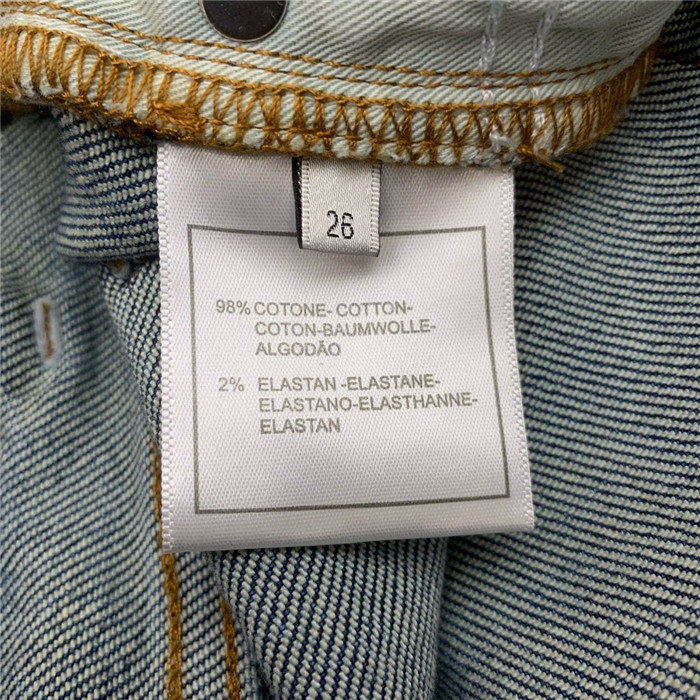 26
98% COTONE- COTTON-
COTON-BAUMWOLLE-
ALGODÃO
2% ELASTAN -ELASTANE-
ELASTANO-ELASTHANNE-
ELASTAN